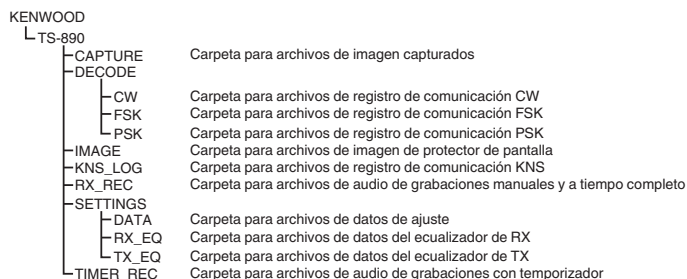 KENWOOD
TS-890
CAPTURE Carpeta para archivos de imagen capturados
DECODE
CW Carpeta para archivos de registro de comunicación CW
FSK Carpeta para archivos de registro de comunicación FSK
PSK Carpeta para archivos de registro de comunicación PSK
IMAGE Carpeta para archivos de imagen de protector de pantalla
KNS_LOG Carpeta para archivos de registro de comunicación KNS
RX_REC Carpeta para archivos de audio de grabaciones manuales y a tiempo completo
SETTINGS
DATA Carpeta para archivos de datos de ajuste
RX_EQ Carpeta para archivos de datos del ecualizador de RX
TX_EQ Carpeta para archivos de datos del ecualizador de TX
TIMER_REC Carpeta para archivos de audio de grabaciones con temporizador